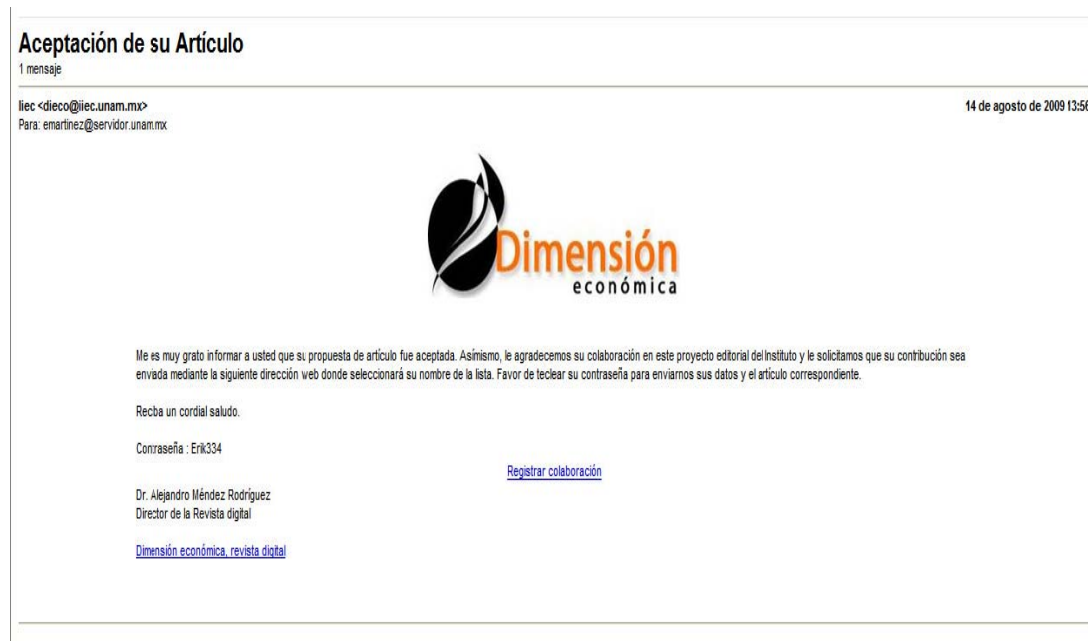 Aceptación de su Artículo
1 mensaje
Iiec <dieco@iiec.unam.mx>
14 de agosto de 2009 13:56
Para: emartinez@servidor.unam.mx
Dimensión
económica
Me es muy grato informar a usted que su propuesta de artículo fue aceptada. Asímismo, le agradecemos su colaboración en este proyecto editorial del Instituto y le solicitamos que su contribución sea
enviada mediante la siguiente dirección web donde seleccionará su nombre de la lista. Favor de teclear su contraseña para enviarnos sus datos y el artículo correspondiente.
Reciba un cordial saludo.
Contraseña : Erik334
Registrar colaboración
Dr. Alejandro Méndez Rodríguez
Director de la Revista digital
Dimensión económica, revista digital